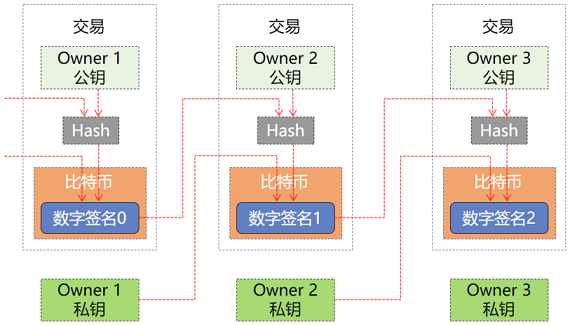 交易
Owner 1
公钥
Hash
比特币
数字签名0
Owner 1
私钥
交易
Owner 2
公钥
Hash
比特币
数字签名1
Owner 2
私钥
交易
Owner 3
公钥
Hash
比特币
数字签名2
Owner 3
私钥